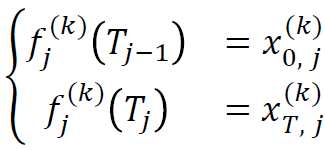 f_j^{(k)}(T_{j-1}) = x_{0, j}^{(k)}
f_j^{(k)}(T_j) = x_{T, j}^{(k)}